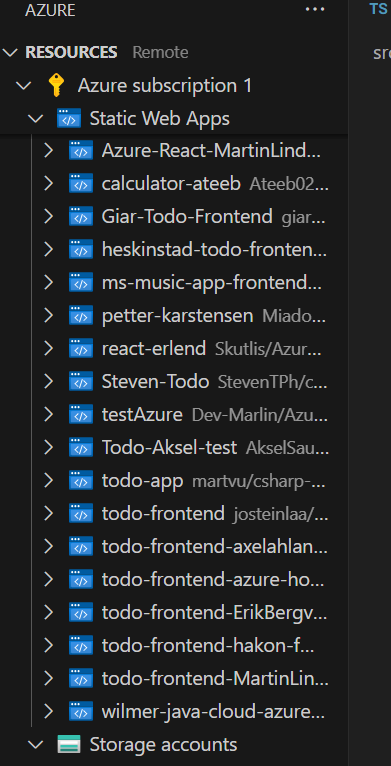 AZURE ... TS
RESOURCES Remote
Azure subscription 1
Static Web Apps
Azure-React-MartinLind...
calculator-ateeb Ateeb02...
Giar-Todo-Frontend giar...
heskinstad-todo-fronten...
ms-music-app-frontend...
petter-karstensen Miado...
react-erlend Skutlis/Azur...
Steven-Todo StevenTPh/c...
testAzure Dev-Marlin/Azu...
Todo-Aksel-test AkselSau...
todo-app martvu/csharp-...
todo-frontend josteinlaa/...
todo-frontend-axelahlan...
todo-frontend-azure-ho...
todo-frontend-ErikBergv...
todo-frontend-hakon-f...
todo-frontend-MartinLin...
wilmer-java-cloud-azure...
Storage accounts